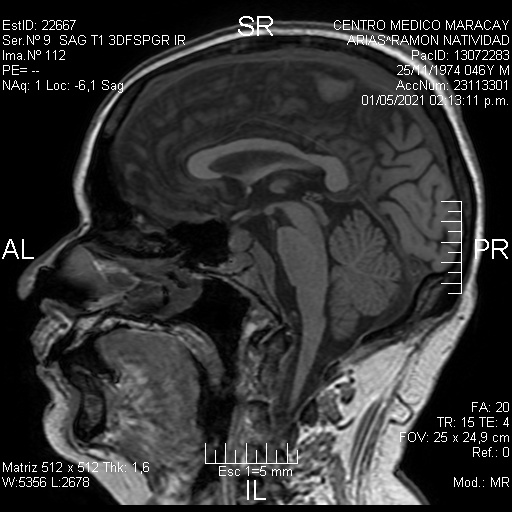 EstID: 22667
Ser.Nº 9 SAG T1 3DFSPGR IR
Ima.Nº 112
PE= --
NAq: 1 Loc: -6,1 Sag
SR
CENTRO MEDICO MARACAY
ARIAS^RAMON NATIVIDAD
PacID: 13072283
25/11/1974 046Y M
AccNum: 23113301
01/05/2021 02:13:11 p.m.
AL
PR
FA: 20
TR: 15 TE: 4
FOV: 25 x 24,9 cm
Ref.: 0
Matriz 512 x 512 Thk: 1,6
W:5356 L:2678
Esc 1=5 mm
IL
Mod.: MR